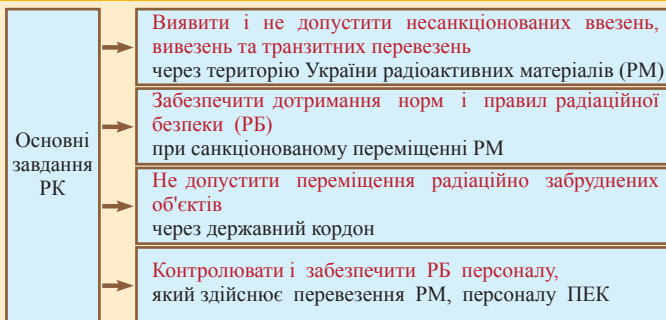 Основні
завдання
РК
Виявити і не допустити несанкціонованих ввезень,
вивезень та транзитних перевезень
через територію України радіоактивних матеріалів (РМ)
Забезпечити дотримання норм і правил радіаційної
безпеки (РБ)
при санкціонованому переміщенні РМ
Не допустити переміщення радіаційно забруднених
об'єктів
через державний кордон
Контролювати і забезпечити РБ персоналу,
який здійснює перевезення РМ, персоналу ПЕК